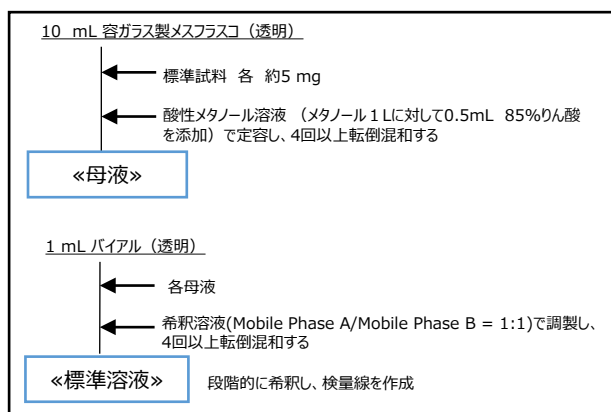 10 mL 容ガラス製メスフラスコ（透明）
標準試料 各 約5 mg
酸性メタノール溶液 （メタノール１Lに対して0.5mL 85%りん酸
を添加）で定容し、4回以上転倒混和する
«母液»
1 mL バイアル（透明）
各母液
希釈溶液(Mobile Phase A/Mobile Phase B = 1:1)で調製し、
4回以上転倒混和する
«標準溶液» 段階的に希釈し、検量線を作成